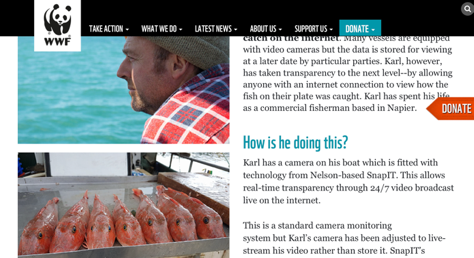 WWF
TAKE ACTION WHAT WE DO LATEST NEWS ABOUT US SUPPORT US DONATE
catch on the internet. Many vessels are equipped
with video cameras but the data is stored for viewing
at a later date by particular parties. Karl, however,
has taken transparency to the next level--by allowing
anyone with an internet connection to view how the
fish on their plate was caught. Karl has spent his life
as a commercial fisherman based in Napier.
DONATE
How is he doing this?
Karl has a camera on his boat which is fitted with
technology from Nelson-based SnapIT. This allows
real-time transparency through 24/7 video broadcast
live on the internet.
This is a standard camera monitoring
system but Karl's camera has been adjusted to live-
stream his video rather than store it. SnapIT's